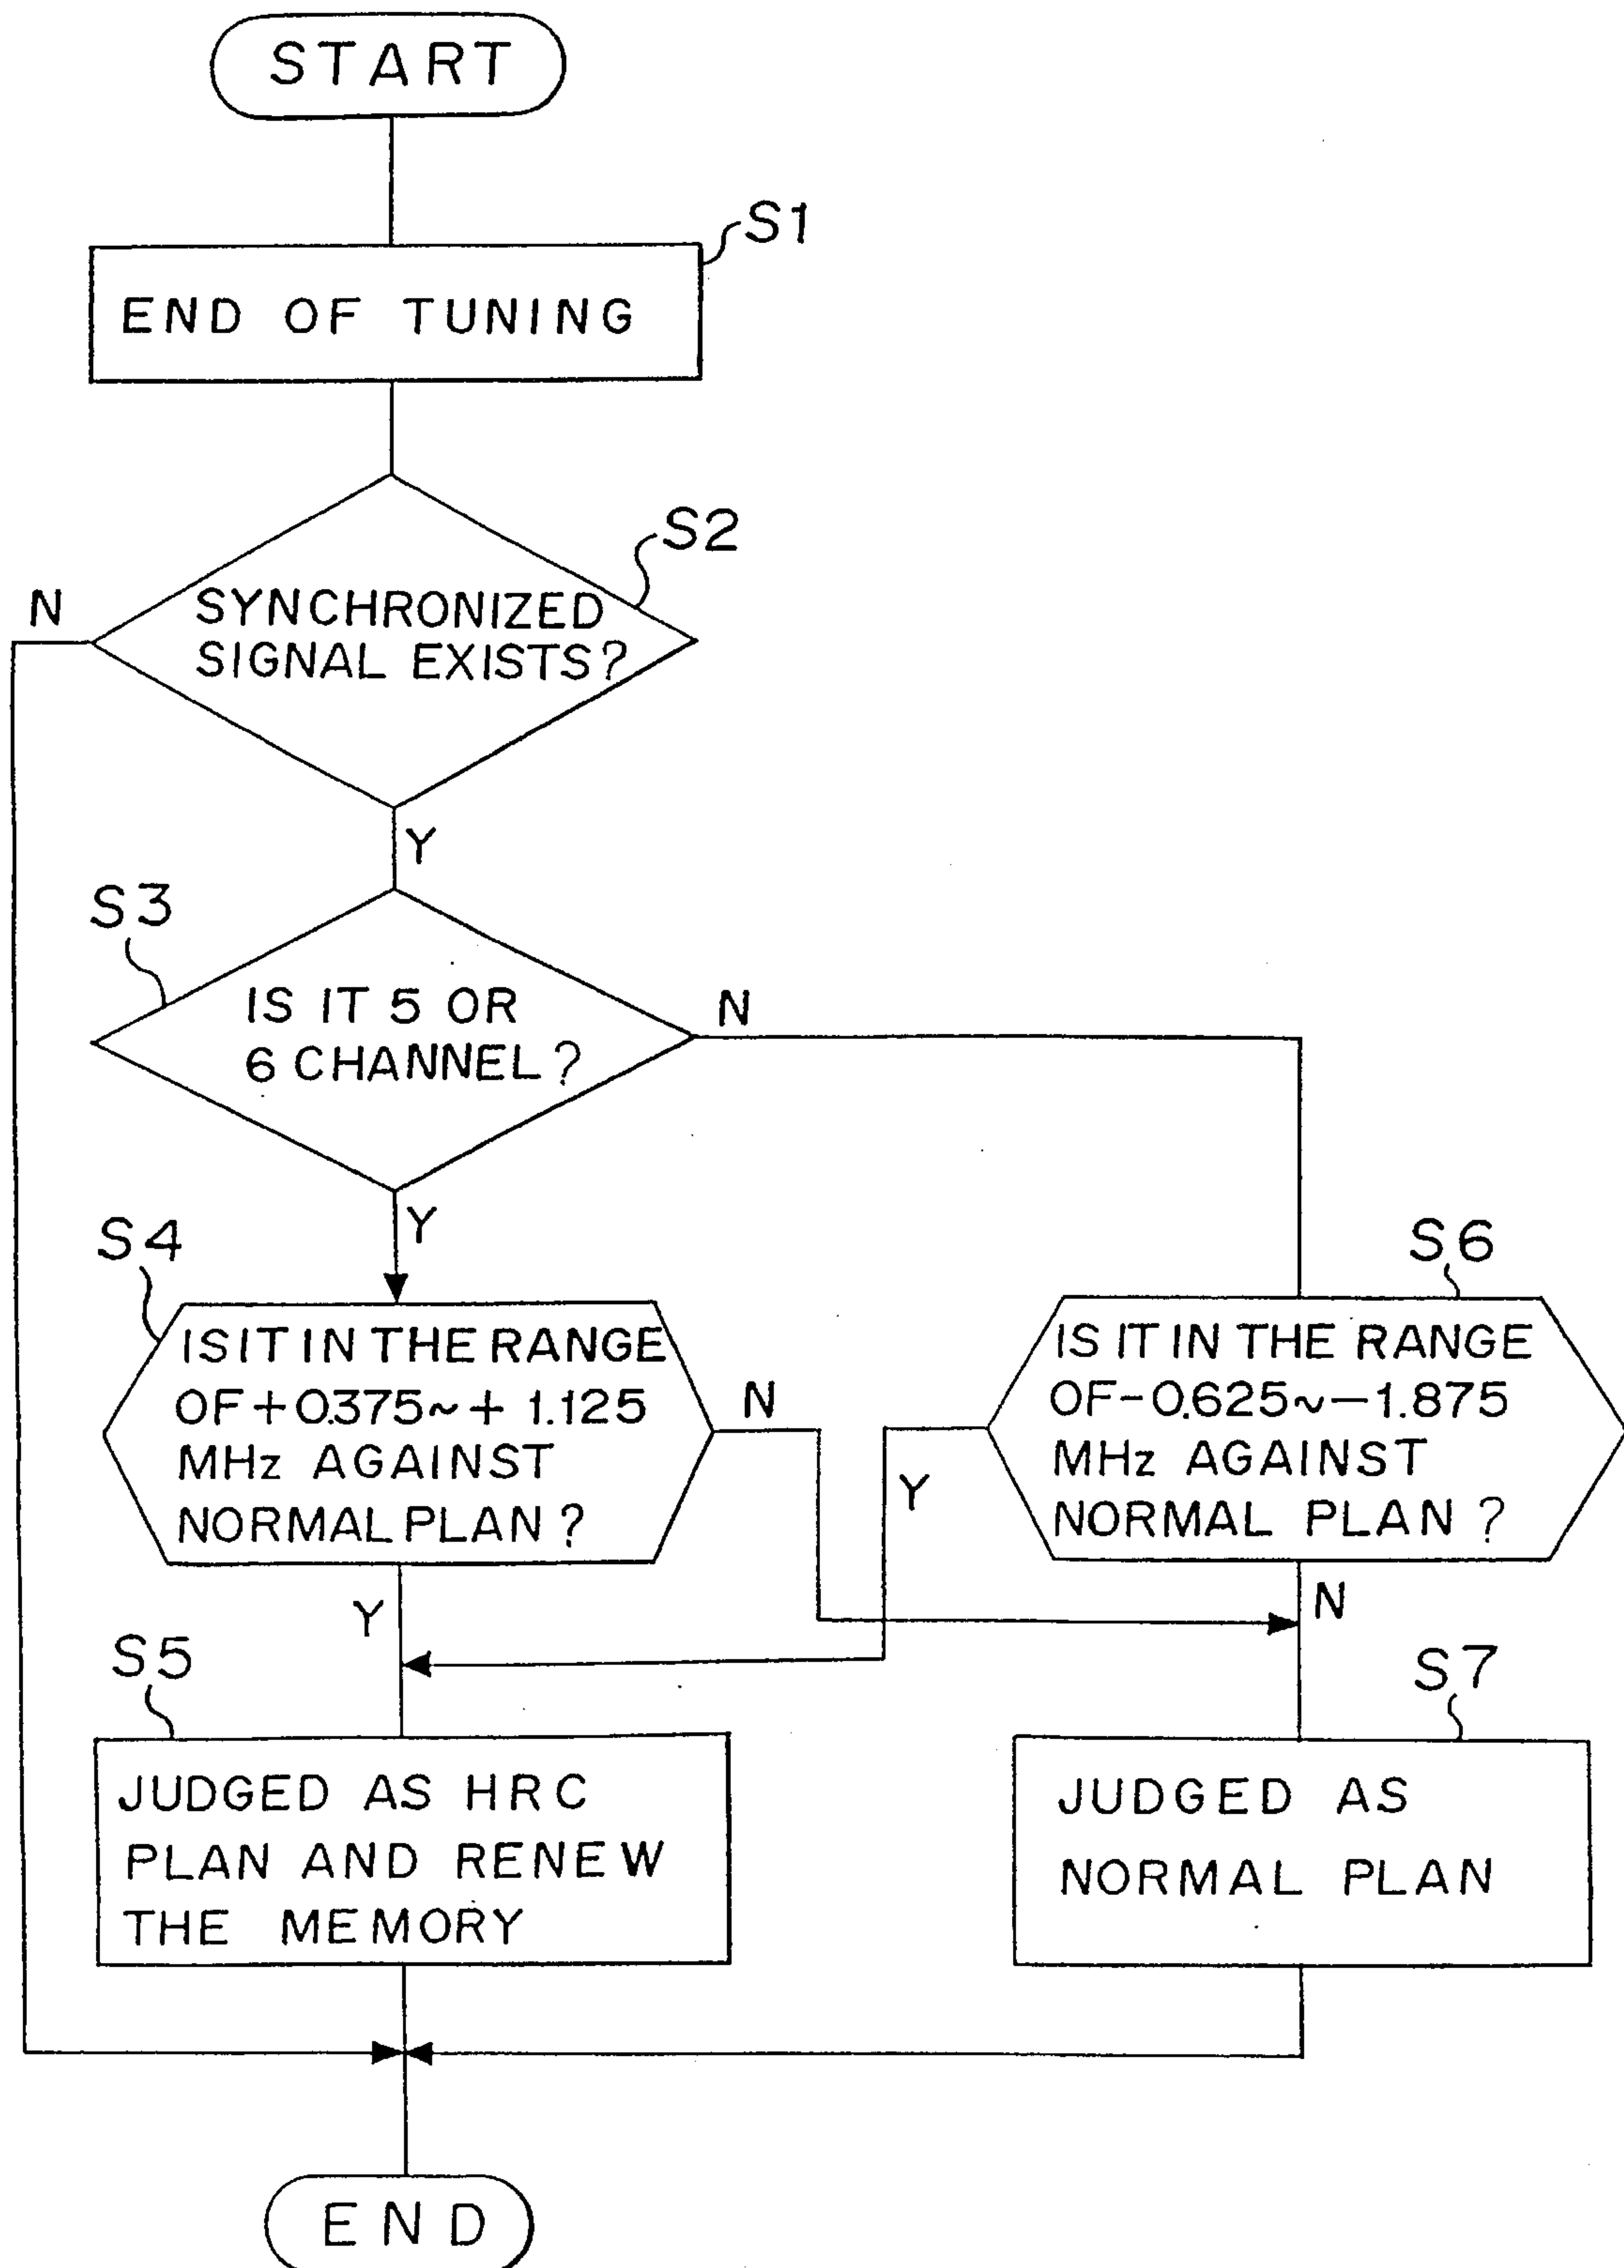 START
S1
END OF TUNING
S2
N
SYNCHRONIZED
SIGNAL EXISTS?
Y
S3
IS IT 5 OR
6 CHANNEL?
N
Y
S4
IS IT IN THE RANGE
OF+0.375~+1.125
MHz AGAINST
NORMAL PLAN?
N
S6
IS IT IN THE RANGE
OF-0.625~-1.875
MHz AGAINST
NORMAL PLAN?
Y
N
Y
S5
JUDGED AS HRC
PLAN AND RENEW
THE MEMORY
S7
JUDGED AS
NORMAL PLAN
END